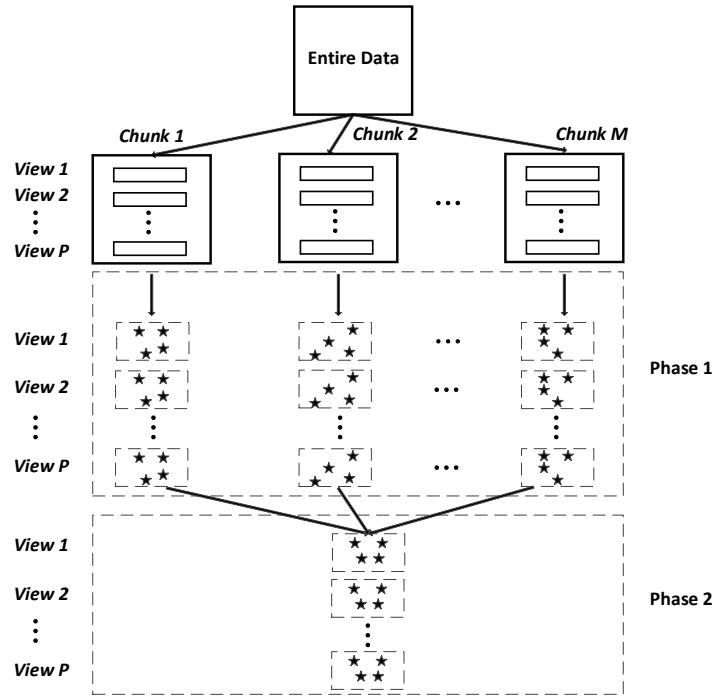 Entire Data
Chunk 1
Chunk 2
Chunk M
View 1
View 2
View P
View 1
View 2
View P
Phase 1
View 1
View 2
View P
Phase 2